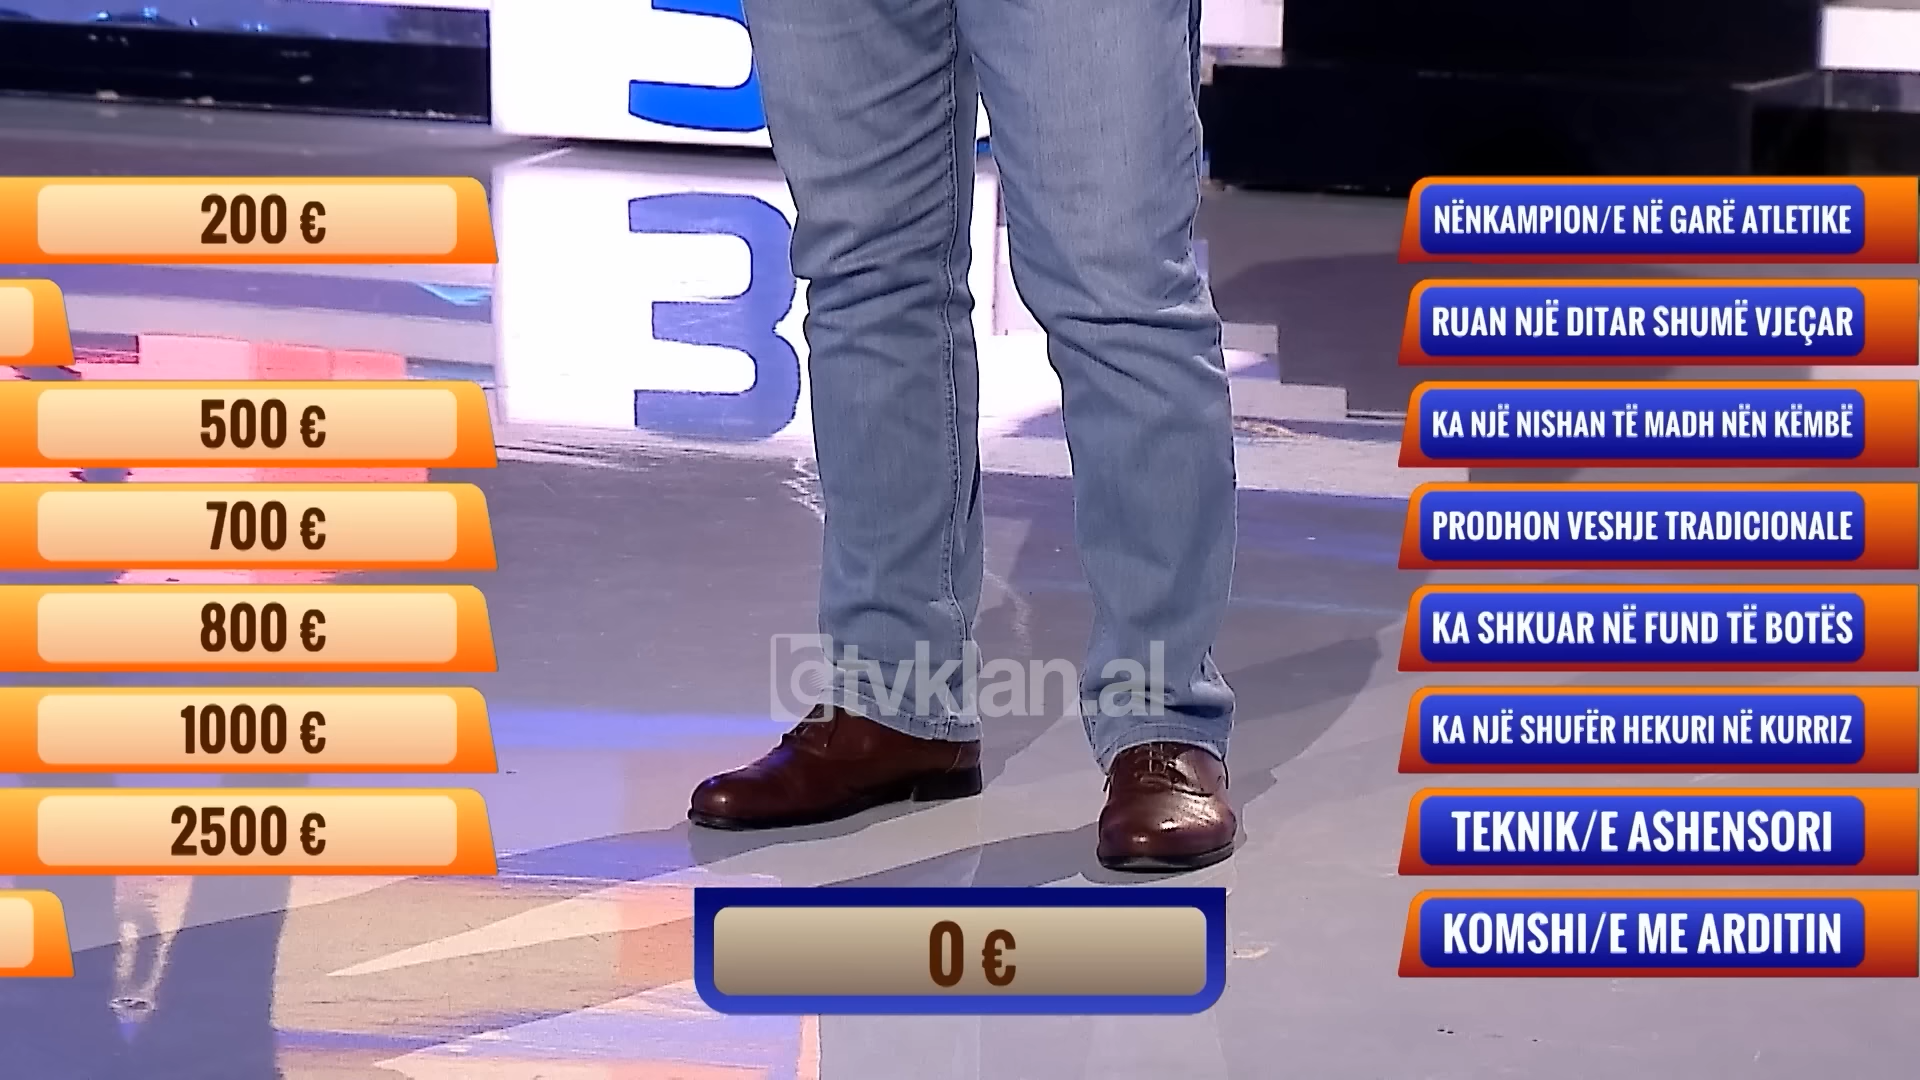 3
3
200 €
500 €
700 €
800 €
1000 €
2500 €
NËNKAMPION/E NË GARË ATLETIKE
RUAN NJË DITAR SHUMË VJEÇAR
KA NJË NISHAN TË MADH NËN KËMBË
PRODHON VESHJE TRADICIONALE
KA SHKUAR NË FUND TË BOTËS
KA NJË SHUFËR HEKURI NË KURRIZ
TEKNIK/E ASHENSORI
KOMSHI/E ME ARDITIN
tvklan.al
0 €